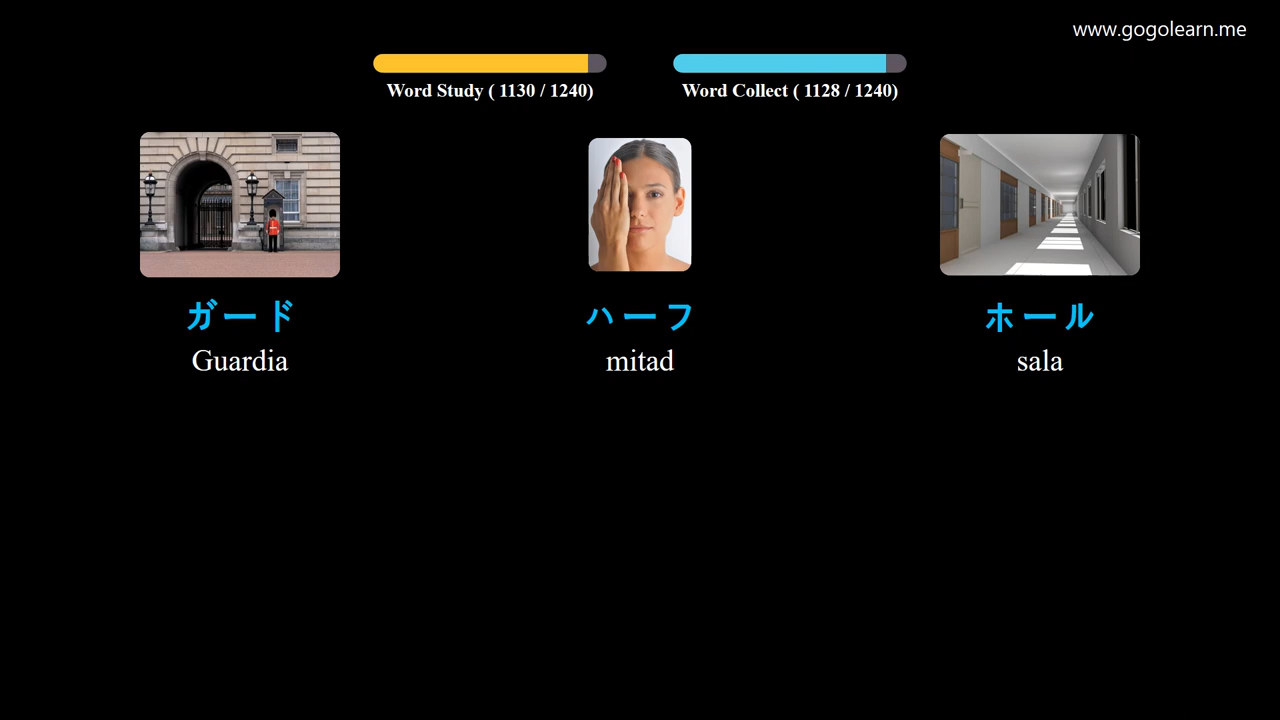 www.gogolearn.me
Word Study ( 1130 / 1240)
Word Collect ( 1128 / 1240)
ガード
ハーフ
ホール
Guardia
mitad
sala